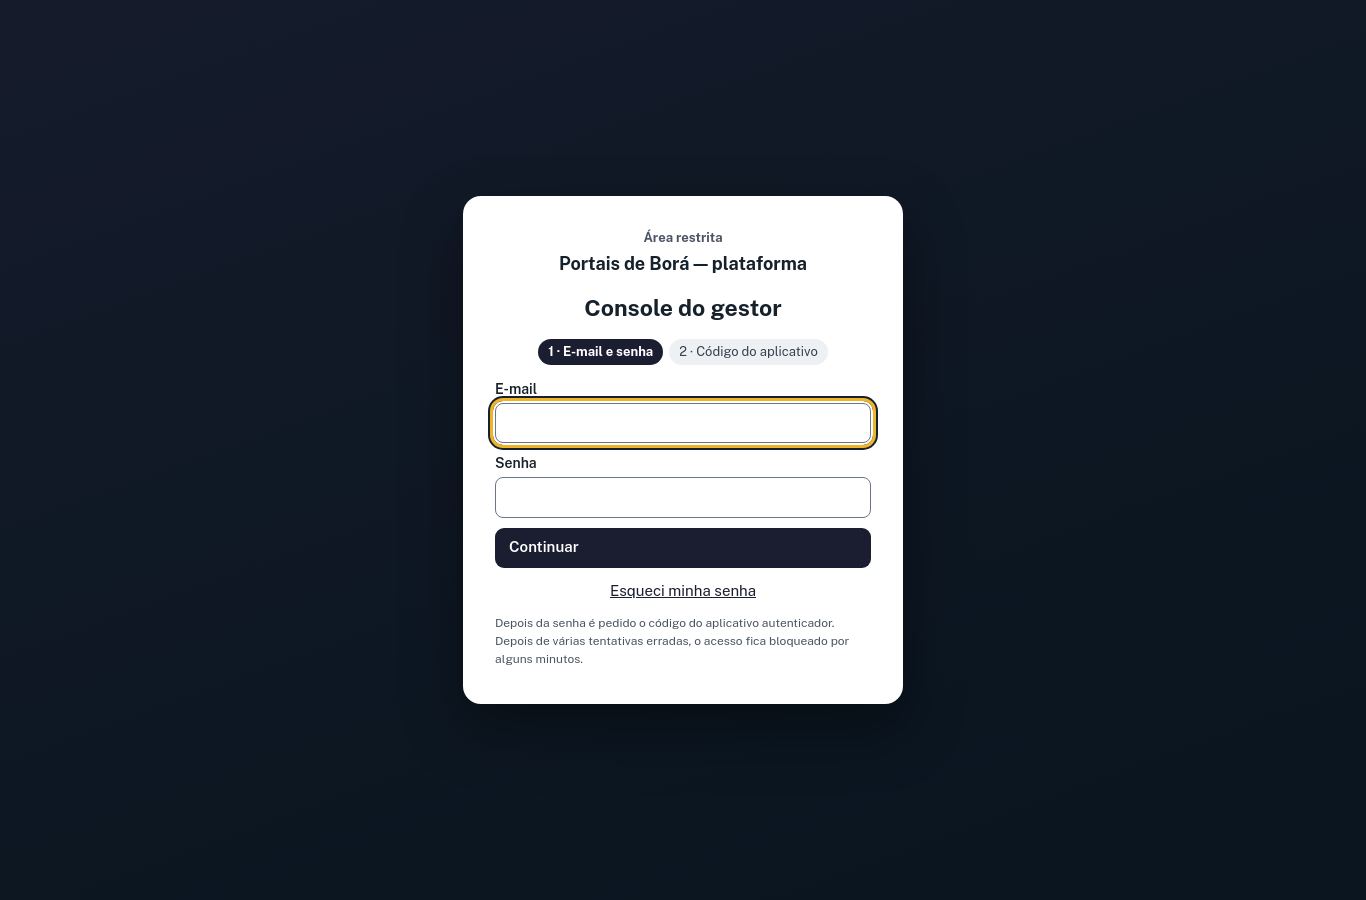 Área restrita
Portais de Borá — plataforma
Console do gestor
1 · E-mail e senha
2 · Código do aplicativo
E-mail
Senha
Continuar
Esqueci minha senha
Depois da senha é pedido o código do aplicativo autenticador.
Depois de várias tentativas erradas, o acesso fica bloqueado por
alguns minutos.